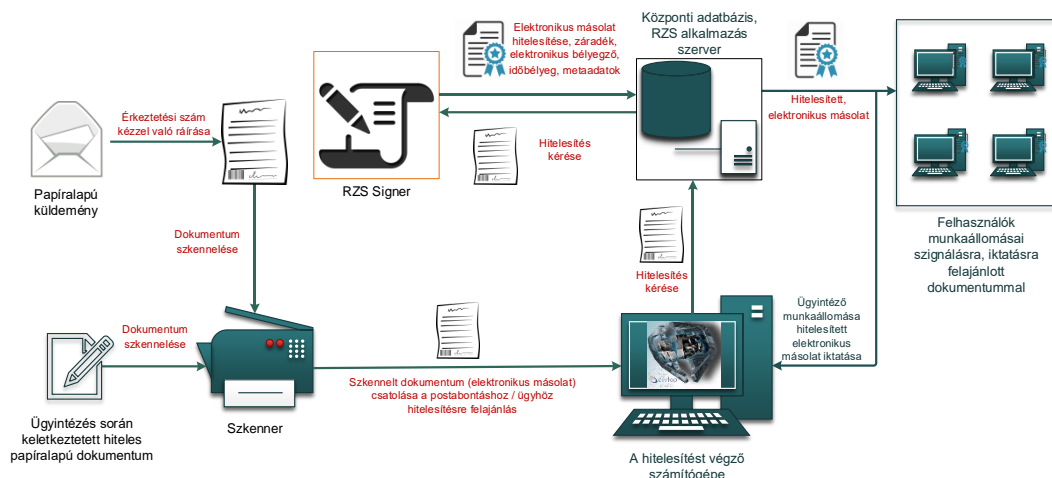 Elektronikus másolat
hitelesítése, záradék,
elektronikus bélyegző,
időbélyeg, metaadatok
Központi adatbázis,
RZS alkalmazás
szerver
Érkeztetési szám
kézzel való ráírása
Hitelesítés
kérése
Hitelesített,
elektronikus másolat
Papíralapú
küldemény
RZS Signer
Dokumentum
szkennelése
Hitelesítés
kérése
Felhasználók
munkaállomásai
szignálásra, iktatásra
felajánlott
dokumentummal
Dokumentum
szkennelése
Ügyintéző
munkaállomása
hitelesített
elektronikus
másolat iktatása
Szkennelt dokumentum (elektronikus másolat)
csatolása a postabontáshoz / ügyhöz
hitelesítésre felajánlás
Ügyintézés során
keletkeztetett hiteles
papíralapú dokumentum
Szkenner
A hitelesítést végző
számítógépe